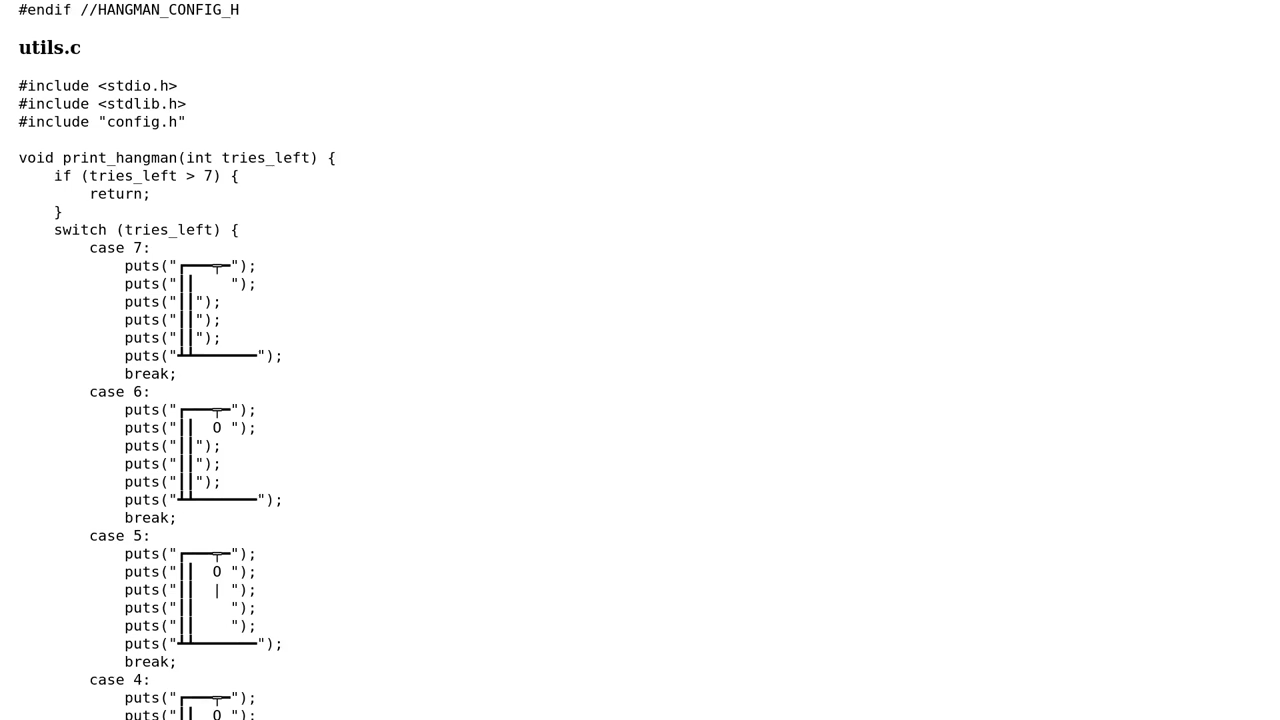 #endif //HANGMAN_CONFIG_H
utils.c
#include <stdio.h>
#include <stdlib.h>
#include "config.h"
void print_hangman(int tries_left) {
    if (tries_left > 7) {
        return;
    }
    switch (tries_left) {
        case 7:
            puts("┏━━━╤━");
            puts("┃┃    ");
            puts("┃┃");
            puts("┃┃");
            puts("┃┃");
            puts("┻┻━━━━━━━");
            break;
        case 6:
            puts("┏━━━╤━");
            puts("┃┃  O ");
            puts("┃┃");
            puts("┃┃");
            puts("┃┃");
            puts("┻┻━━━━━━━");
            break;
        case 5:
            puts("┏━━━╤━");
            puts("┃┃  O ");
            puts("┃┃  | ");
            puts("┃┃    ");
            puts("┃┃    ");
            puts("┻┻━━━━━━━");
            break;
        case 4:
            puts("┏━━━╤━");
            puts("┃┃  O ");